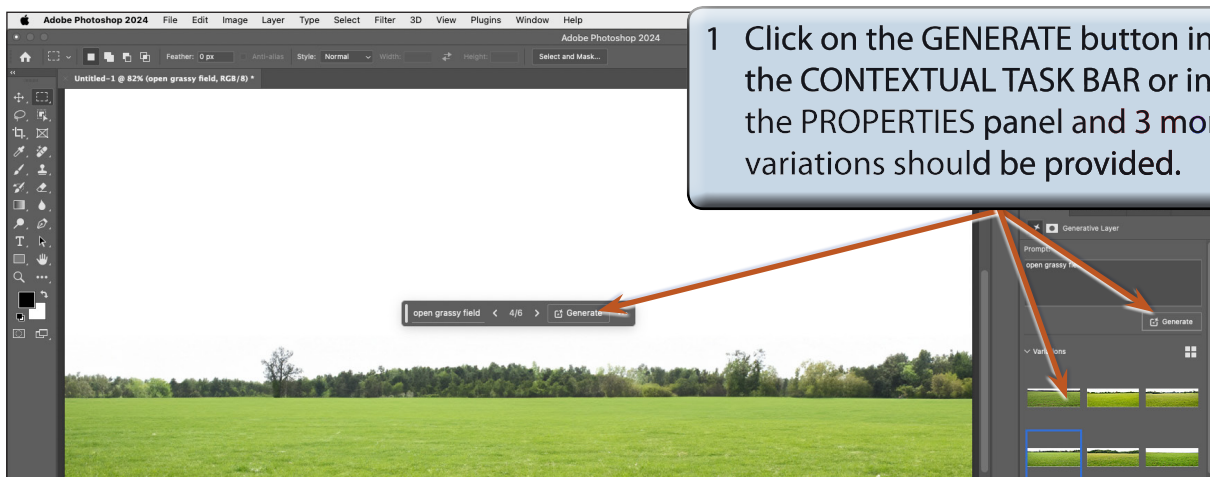 Adobe Photoshop 2024 File Edit Image Layer Type Select Filter 3D View Plugins Window Help
Adobe Photoshop 2024
Feather: 0 px Anti-alias Style: Normal Width: Height: Select and Mask...
Untitled-1 @ 82% (open grassy field, RGB/8) *
1 Click on the GENERATE button in
the CONTEXTUAL TASK BAR or in
the PROPERTIES panel and 3 mor
variations should be provided.
Generative Layer
Prompt:
open grassy
open grassy field 4/6 Generate
Generate
Variations